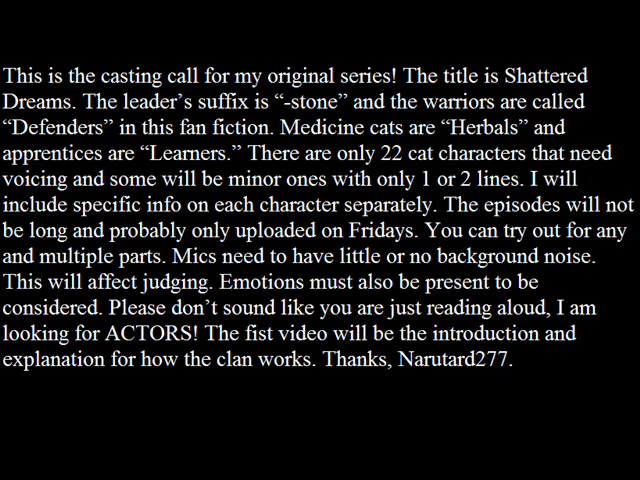 This is the casting call for my original series! The title is Shattered
Dreams. The leader’s suffix is “-stone” and the warriors are called
“Defenders” in this fan fiction. Medicine cats are “Herbals” and
apprentices are “Learners.” There are only 22 cat characters that need
voicing and some will be minor ones with only 1 or 2 lines. I will
include specific info on each character separately. The episodes will not
be long and probably only uploaded on Fridays. You can try out for any
and multiple parts. Mics need to have little or no background noise.
This will affect judging. Emotions must also be present to be
considered. Please don’t sound like you are just reading aloud, I am
looking for ACTORS! The fist video will be the introduction and
explanation for how the clan works. Thanks, Narutard277.